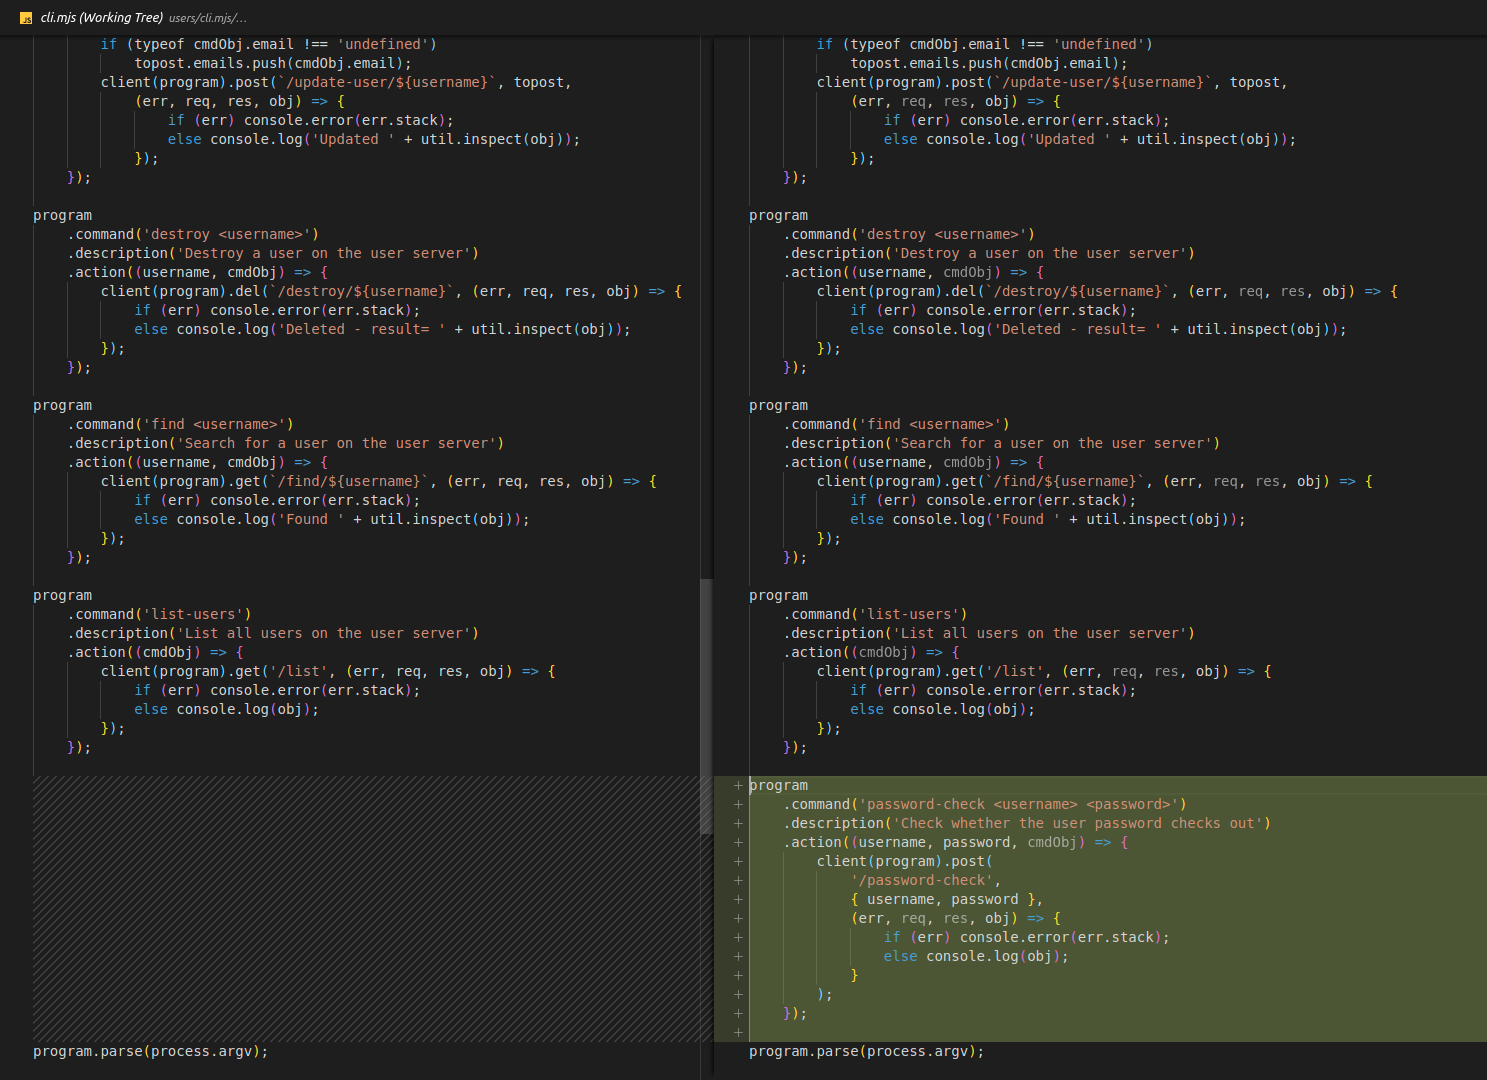 JS cli.mjs (Working Tree) users/cli.mjs/...
            if (typeof cmdObj.email !== 'undefined')
                topost.emails.push(cmdObj.email);
        client(program).post(`/update-user/${username}`, topost,
            (err, req, res, obj) => {
                if (err) console.error(err.stack);
                else console.log('Updated ' + util.inspect(obj));
            });
    });
program
    .command('destroy <username>')
    .description('Destroy a user on the user server')
    .action((username, cmdObj) => {
        client(program).del(`/destroy/${username}`, (err, req, res, obj) => {
            if (err) console.error(err.stack);
            else console.log('Deleted - result= ' + util.inspect(obj));
        });
    });
program
    .command('find <username>')
    .description('Search for a user on the user server')
    .action((username, cmdObj) => {
        client(program).get(`/find/${username}`, (err, req, res, obj) => {
            if (err) console.error(err.stack);
            else console.log('Found ' + util.inspect(obj));
        });
    });
program
    .command('list-users')
    .description('List all users on the user server')
    .action((cmdObj) => {
        client(program).get('/list', (err, req, res, obj) => {
            if (err) console.error(err.stack);
            else console.log(obj);
        });
    });
program.parse(process.argv);
        if (typeof cmdObj.email !== 'undefined')
            topost.emails.push(cmdObj.email);
        client(program).post(`/update-user/${username}`, topost,
            (err, req, res, obj) => {
                if (err) console.error(err.stack);
                else console.log('Updated ' + util.inspect(obj));
            });
    });
program
    .command('destroy <username>')
    .description('Destroy a user on the user server')
    .action((username, cmdObj) => {
        client(program).del(`/destroy/${username}`, (err, req, res, obj) => {
            if (err) console.error(err.stack);
            else console.log('Deleted - result= ' + util.inspect(obj));
        });
    });
program
    .command('find <username>')
    .description('Search for a user on the user server')
    .action((username, cmdObj) => {
        client(program).get(`/find/${username}`, (err, req, res, obj) => {
            if (err) console.error(err.stack);
            else console.log('Found ' + util.inspect(obj));
        });
    });
program
    .command('list-users')
    .description('List all users on the user server')
    .action((cmdObj) => {
        client(program).get('/list', (err, req, res, obj) => {
            if (err) console.error(err.stack);
            else console.log(obj);
        });
    });
+ program
+     .command('password-check <username> <password>')
+     .description('Check whether the user password checks out')
+     .action((username, password, cmdObj) => {
+         client(program).post(
+             '/password-check',
+             { username, password },
+             (err, req, res, obj) => {
+                 if (err) console.error(err.stack);
+                 else console.log(obj);
+             }
+         );
+     });
+
program.parse(process.argv);